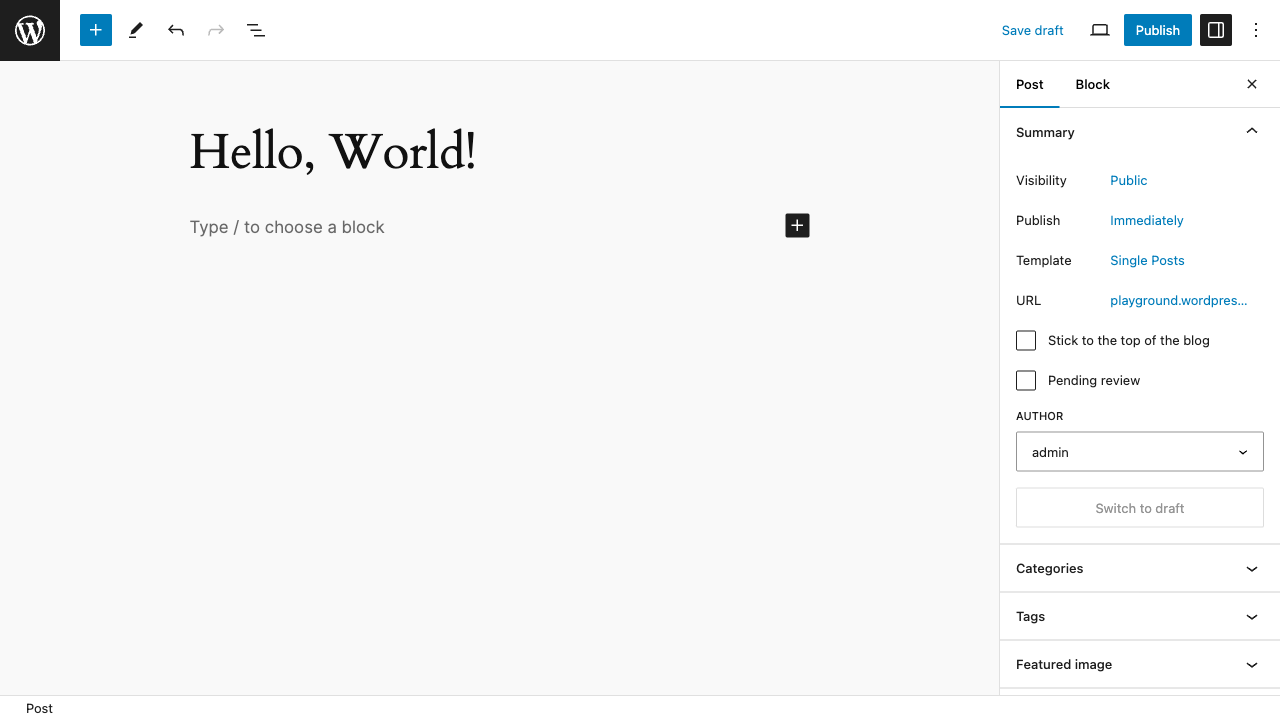 Save draft
Publish
Post
Block
Hello, World!
Type / to choose a block
Summary
Visibility
Public
Publish
Immediately
Template
Single Posts
URL
playground.wordpres...
Stick to the top of the blog
Pending review
AUTHOR
admin
Switch to draft
Categories
Tags
Featured image
Post